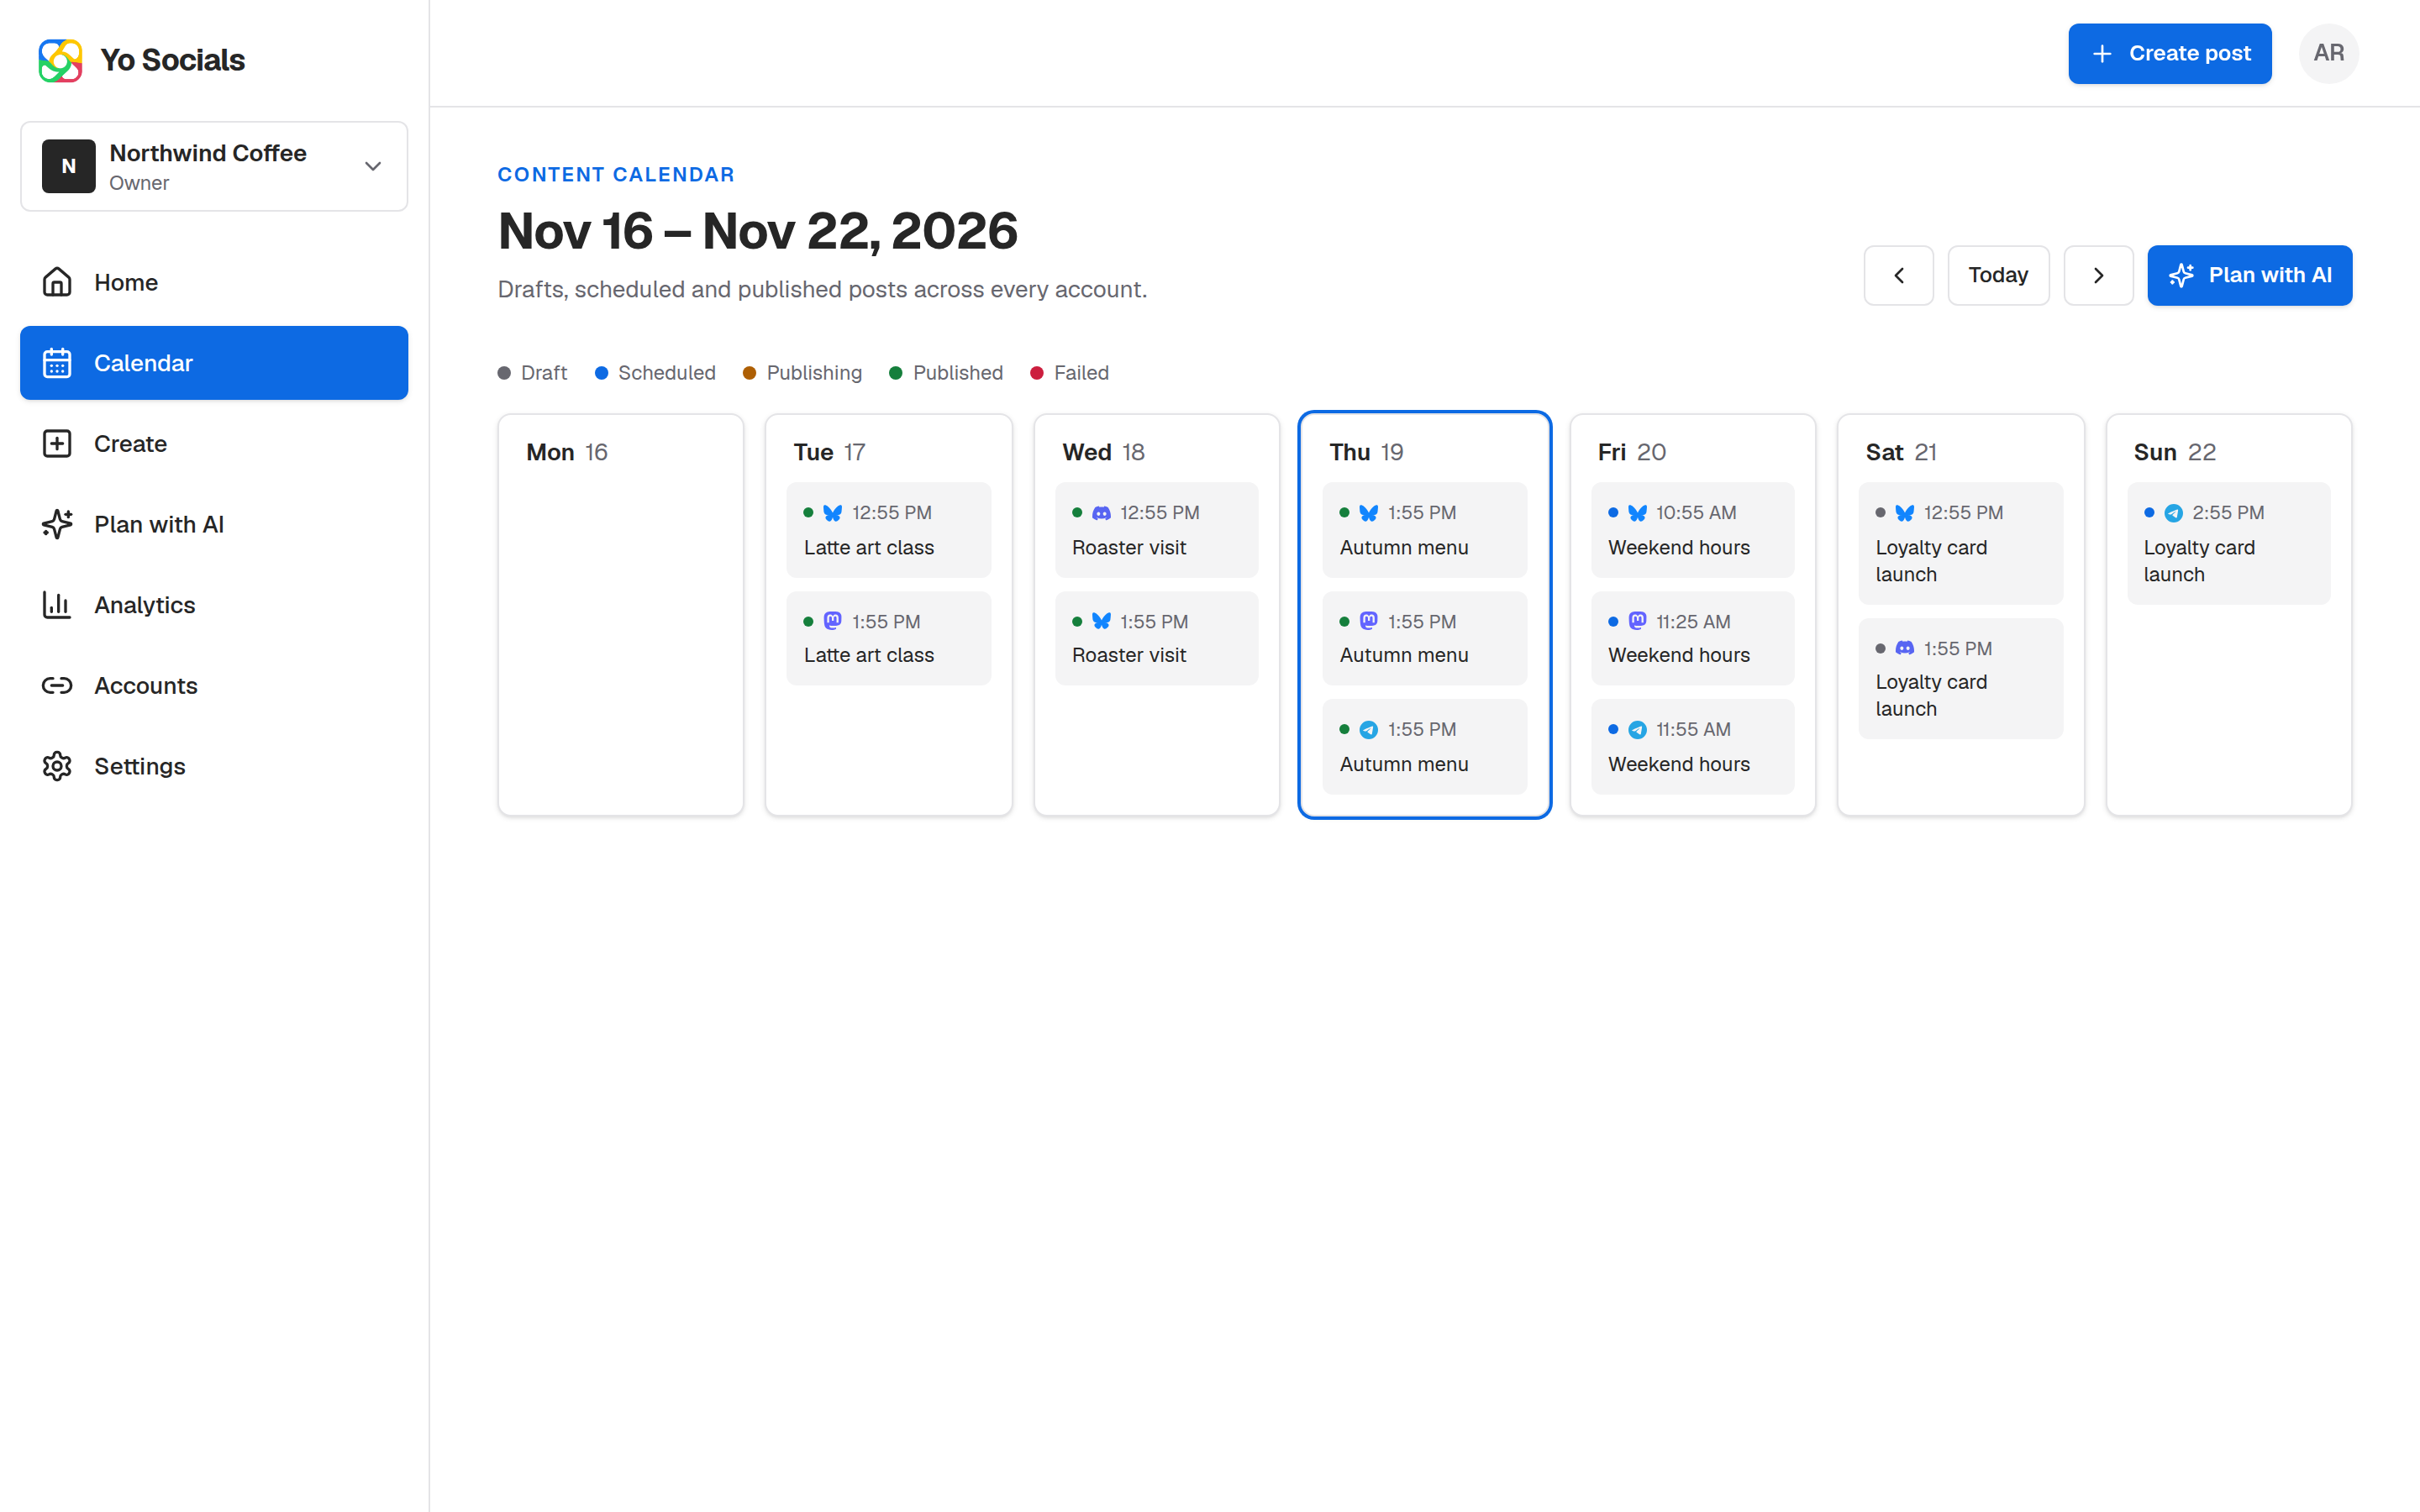 Yo Socials
Create post
AR
N
Northwind Coffee
Owner
Home
Calendar
Create
Plan with AI
Analytics
Accounts
Settings
CONTENT CALENDAR
Nov 16 – Nov 22, 2026
Drafts, scheduled and published posts across every account.
Today
Plan with AI
Draft
Scheduled
Publishing
Published
Failed
Mon 16
Tue 17
12:55 PM
Latte art class
1:55 PM
Latte art class
Wed 18
12:55 PM
Roaster visit
1:55 PM
Roaster visit
Thu 19
1:55 PM
Autumn menu
1:55 PM
Autumn menu
1:55 PM
Autumn menu
Fri 20
10:55 AM
Weekend hours
11:25 AM
Weekend hours
11:55 AM
Weekend hours
Sat 21
12:55 PM
Loyalty card
launch
1:55 PM
Loyalty card
launch
Sun 22
2:55 PM
Loyalty card
launch